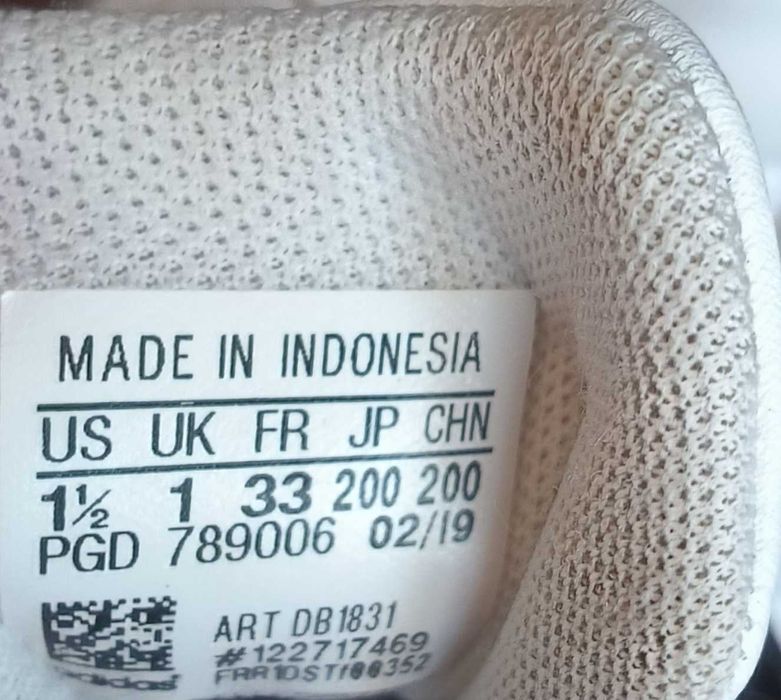 MADE IN INDONESIA
US UK FR JP CHN
1½ 1 33 200 200
PGD 789006 02/19
ART DB1831
#122717469
adidas